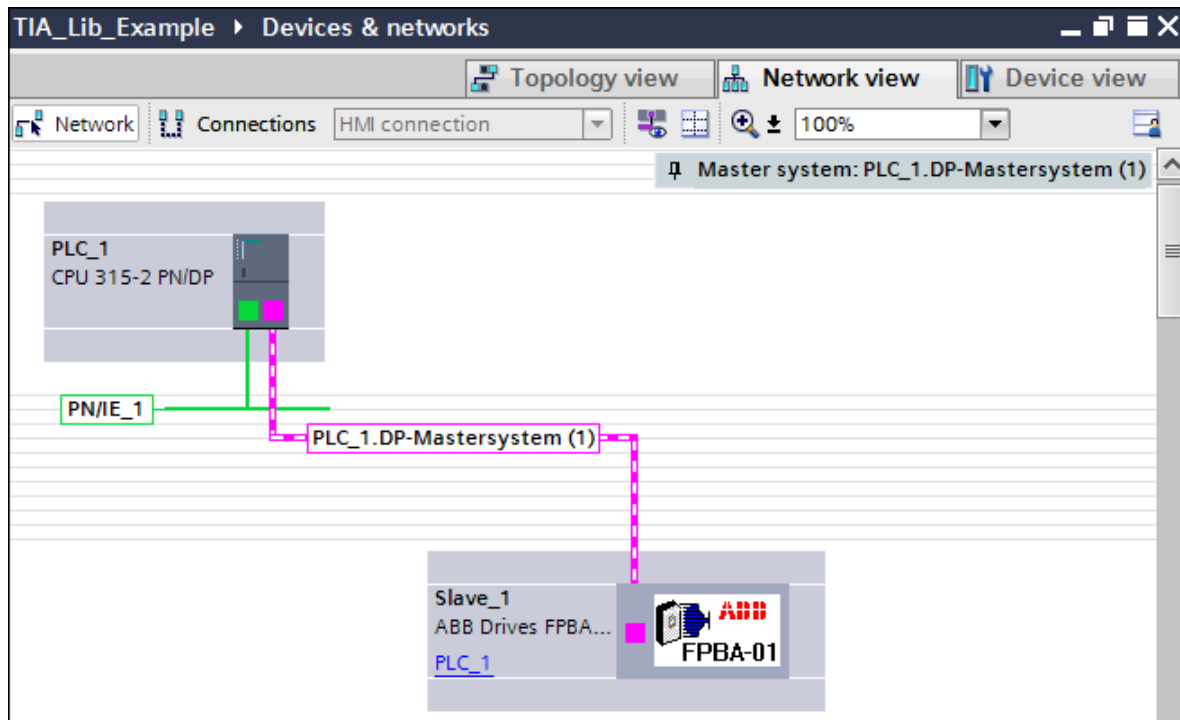 TIA_Lib_Example ▸ Devices & networks
Topology view Network view Device view
Network Connections HMI connection 100%
Master system: PLC_1.DP-Mastersystem (1)
PLC_1
CPU 315-2 PN/DP
PN/IE_1
PLC_1.DP-Mastersystem (1)
Slave_1
ABB Drives FPBA...
PLC_1
ABB
FPBA-01